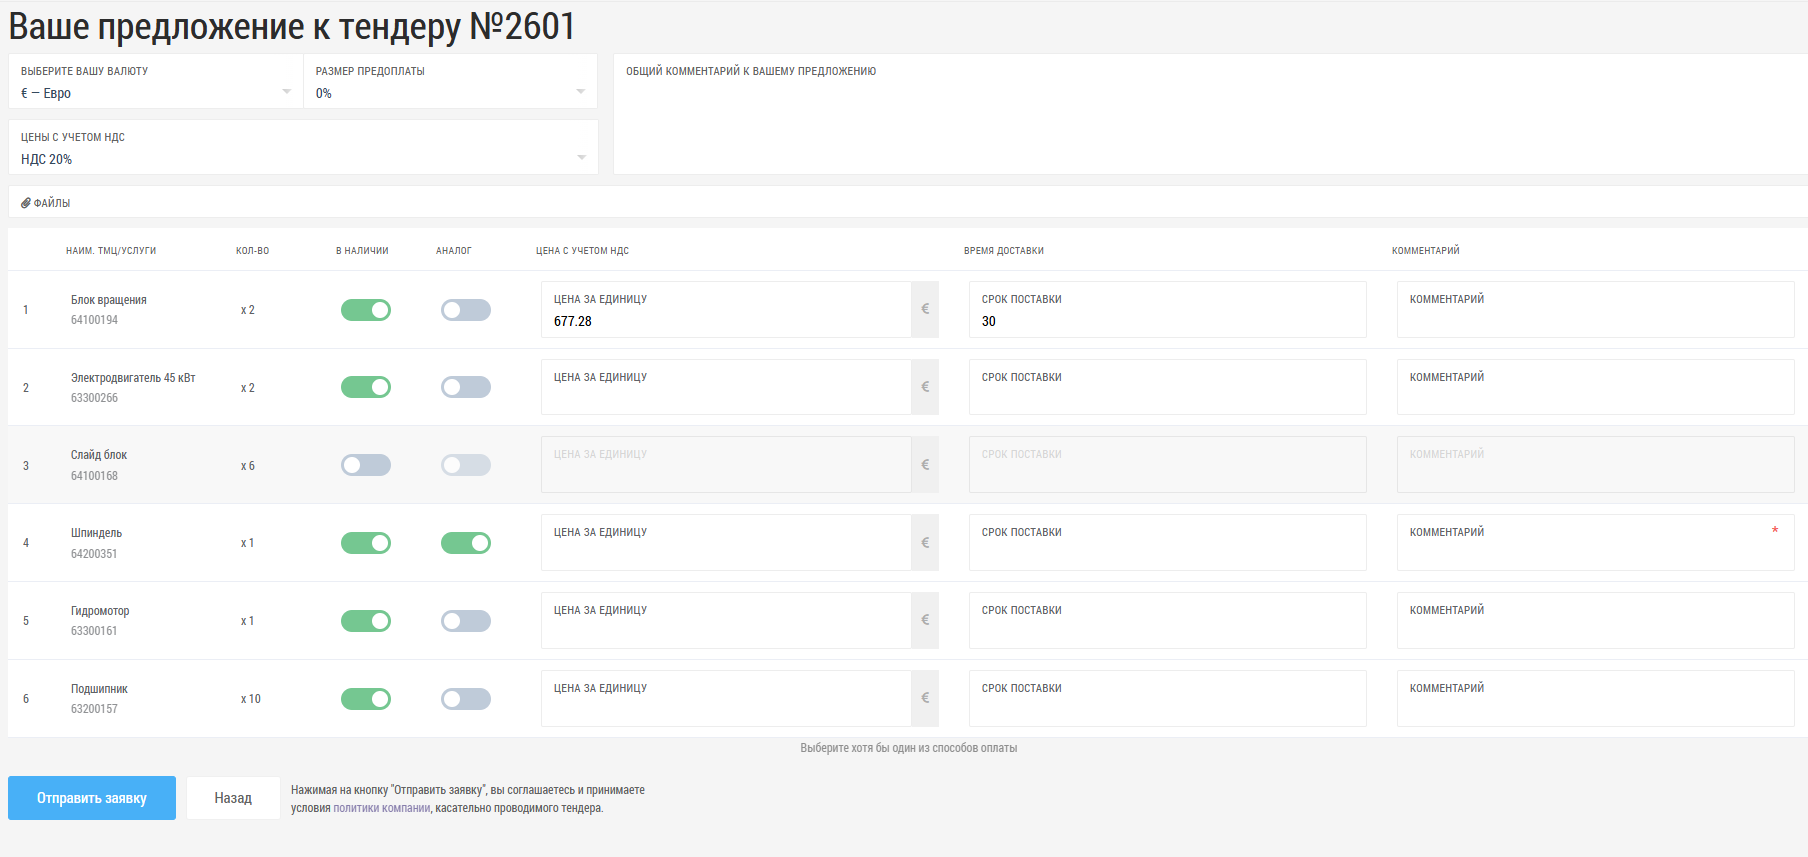 Ваше предложение к тендеру №2601
ВЫБЕРИТЕ ВАШУ ВАЛЮТУ
€ — Евро
РАЗМЕР ПРЕДОПЛАТЫ
0%
ОБЩИЙ КОММЕНТАРИЙ К ВАШЕМУ ПРЕДЛОЖЕНИЮ
ЦЕНЫ С УЧЕТОМ НДС
НДС 20%
ФАЙЛЫ
НАИМ. ТМЦ/УСЛУГИ КОЛ-ВО В НАЛИЧИИ АНАЛОГ ЦЕНА С УЧЕТОМ НДС ВРЕМЯ ДОСТАВКИ КОММЕНТАРИЙ
1
Блок вращения
64100194
x 2
ЦЕНА ЗА ЕДИНИЦУ
677.28
€
СРОК ПОСТАВКИ
30
КОММЕНТАРИЙ
2
Электродвигатель 45 кВт
63300266
x 2
ЦЕНА ЗА ЕДИНИЦУ
€
СРОК ПОСТАВКИ
КОММЕНТАРИЙ
3
Слайд блок
64100168
x 6
ЦЕНА ЗА ЕДИНИЦУ
€
СРОК ПОСТАВКИ
КОММЕНТАРИЙ
4
Шпиндель
64200351
x 1
ЦЕНА ЗА ЕДИНИЦУ
€
СРОК ПОСТАВКИ
КОММЕНТАРИЙ *
5
Гидромотор
63300161
x 1
ЦЕНА ЗА ЕДИНИЦУ
€
СРОК ПОСТАВКИ
КОММЕНТАРИЙ
6
Подшипник
63200157
x 10
ЦЕНА ЗА ЕДИНИЦУ
€
СРОК ПОСТАВКИ
КОММЕНТАРИЙ
Выберите хотя бы один из способов оплаты
Отправить заявку
Назад
Нажимая на кнопку "Отправить заявку", вы соглашаетесь и принимаете
условия политики компании, касательно проводимого тендера.